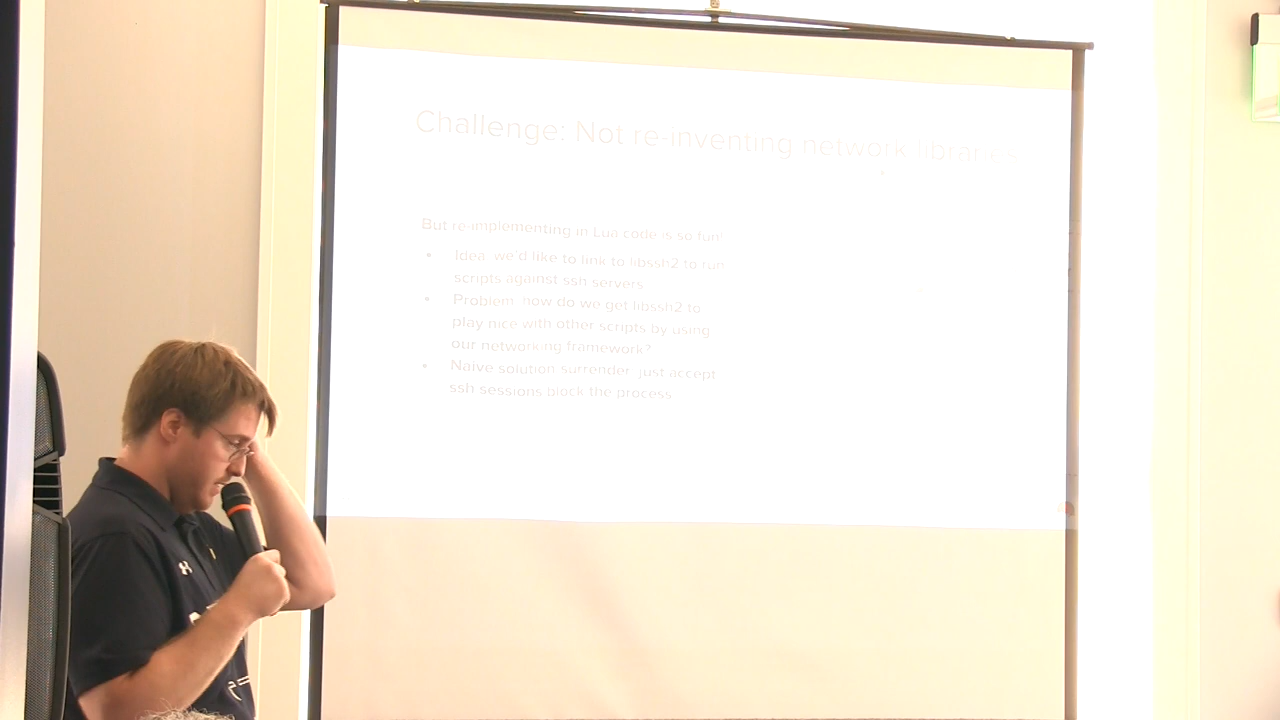 Challenge: Not re-inventing network libraries
But re-implementing in Lua code is so fun!
• Idea: we'd like to link to libssh2 to run
scripts against ssh servers
• Problem: how do we get libssh2 to
play nice with other scripts by using
our networking framework?
• Naive solution: surrender, just accept
ssh sessions block the process